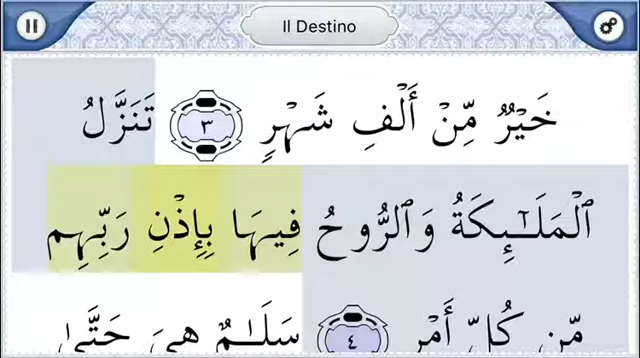 Il Destino
خَيْرٌ مِّنْ أَلْفِ شَهْرٍ ٣ تَنَزَّلُ
ٱلْمَلَـٰٓئِكَةُ وَٱلرُّوحُ فِيهَا بِإِذْنِ رَبِّهِم
مِّن كُلِّ أَمْرٍ ٤ سَلَـٰمٌ هِىَ حَتَّىٰ